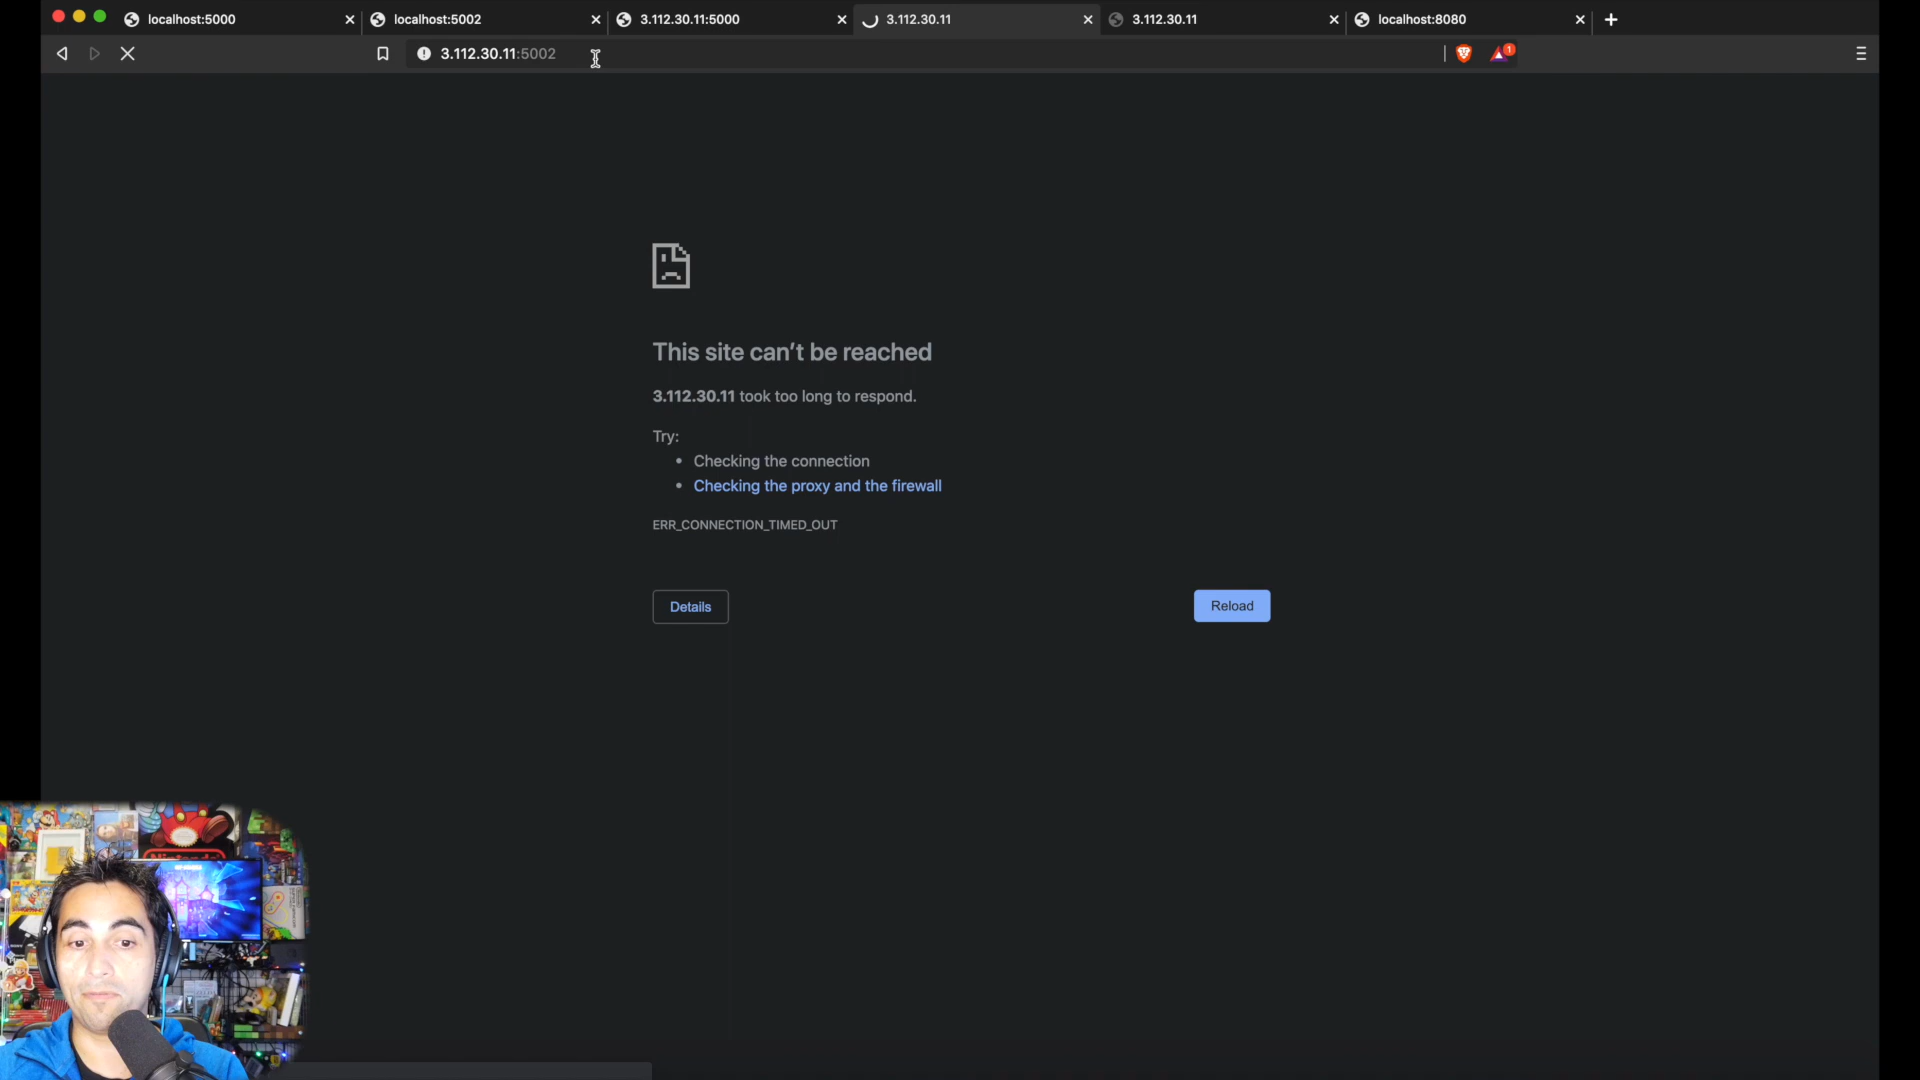 localhost:5000
localhost:5002
3.112.30.11:5000
3.112.30.11
3.112.30.11
localhost:8080
3.112.30.11:5002
1
This site can’t be reached
3.112.30.11 took too long to respond.
Try:
• Checking the connection
• Checking the proxy and the firewall
ERR_CONNECTION_TIMED_OUT
Details
Reload
Nintendo